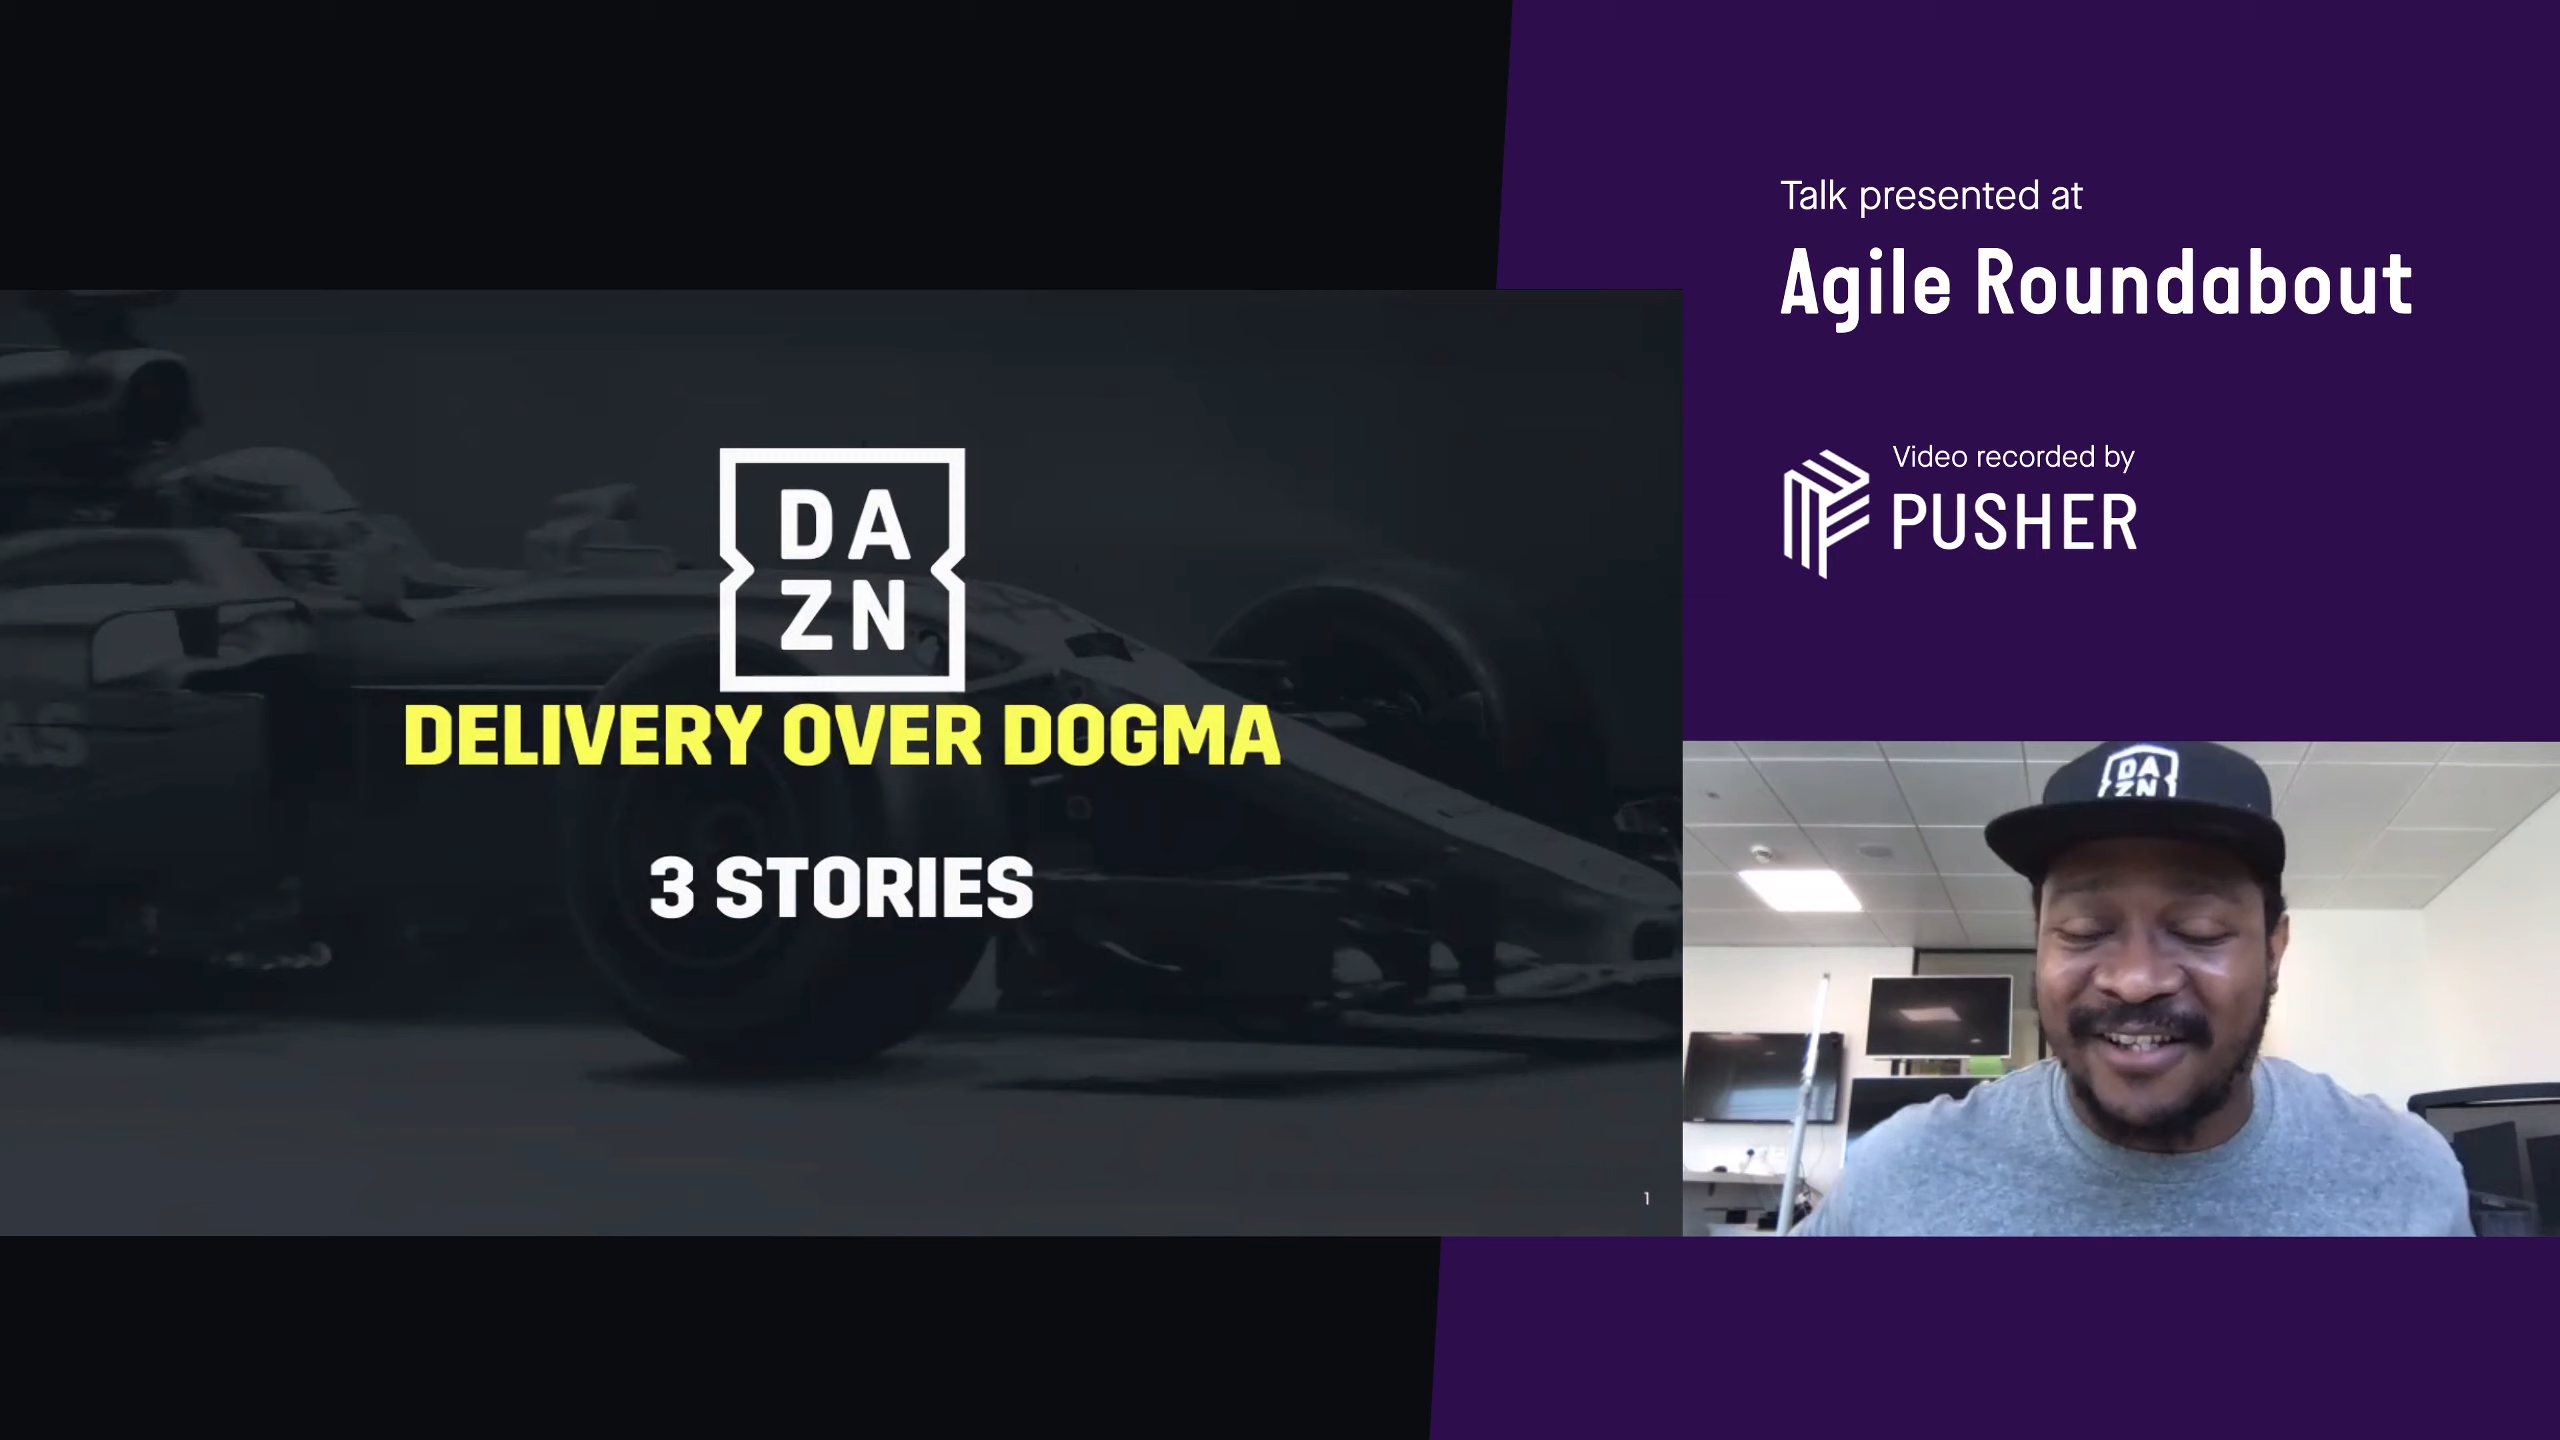 DA
ZN
DELIVERY OVER DOGMA
3 STORIES
1
Talk presented at
Agile Roundabout
Video recorded by
PUSHER
DA
ZN